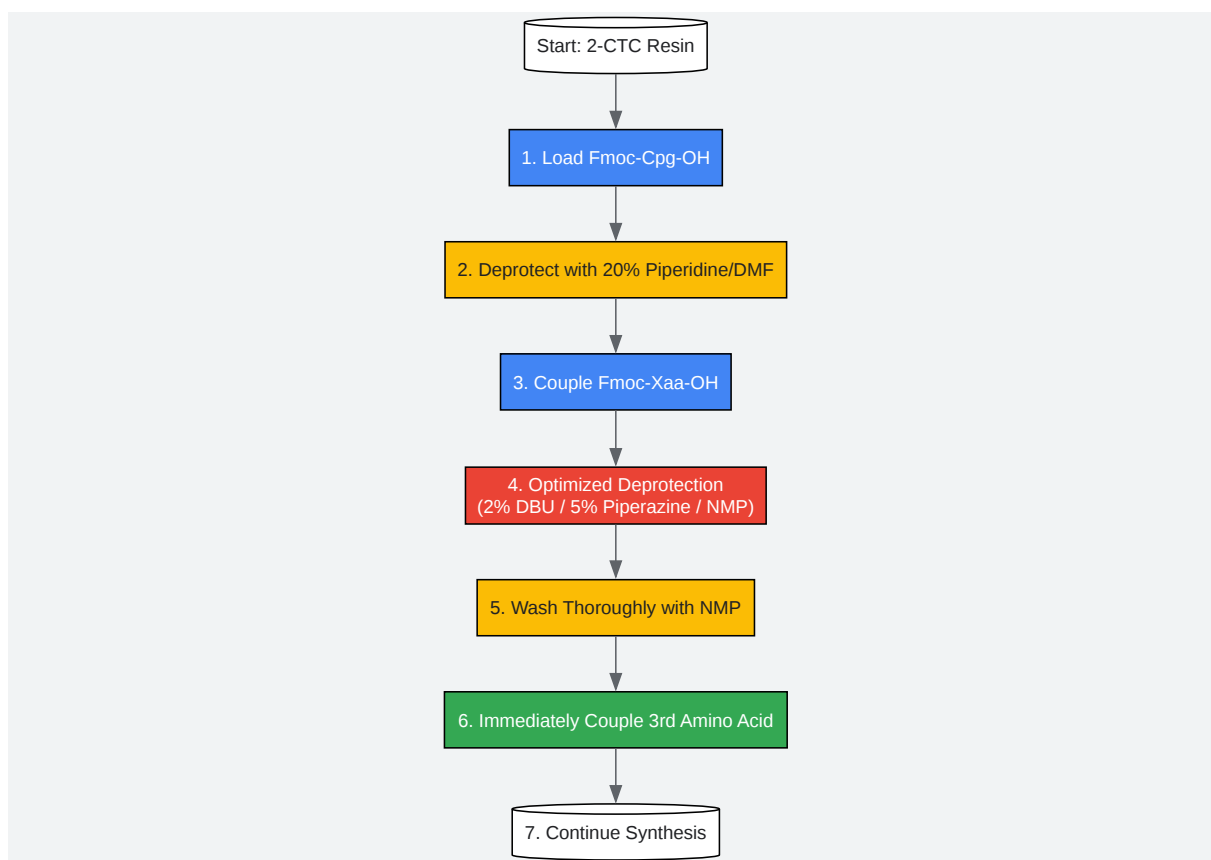 Start: 2-CTC Resin
1. Load Fmoc-Cpg-OH
2. Deprotect with 20% Piperidine/DMF
3. Couple Fmoc-Xaa-OH
4. Optimized Deprotection
(2% DBU / 5% Piperazine / NMP)
5. Wash Thoroughly with NMP
6. Immediately Couple 3rd Amino Acid
7. Continue Synthesis